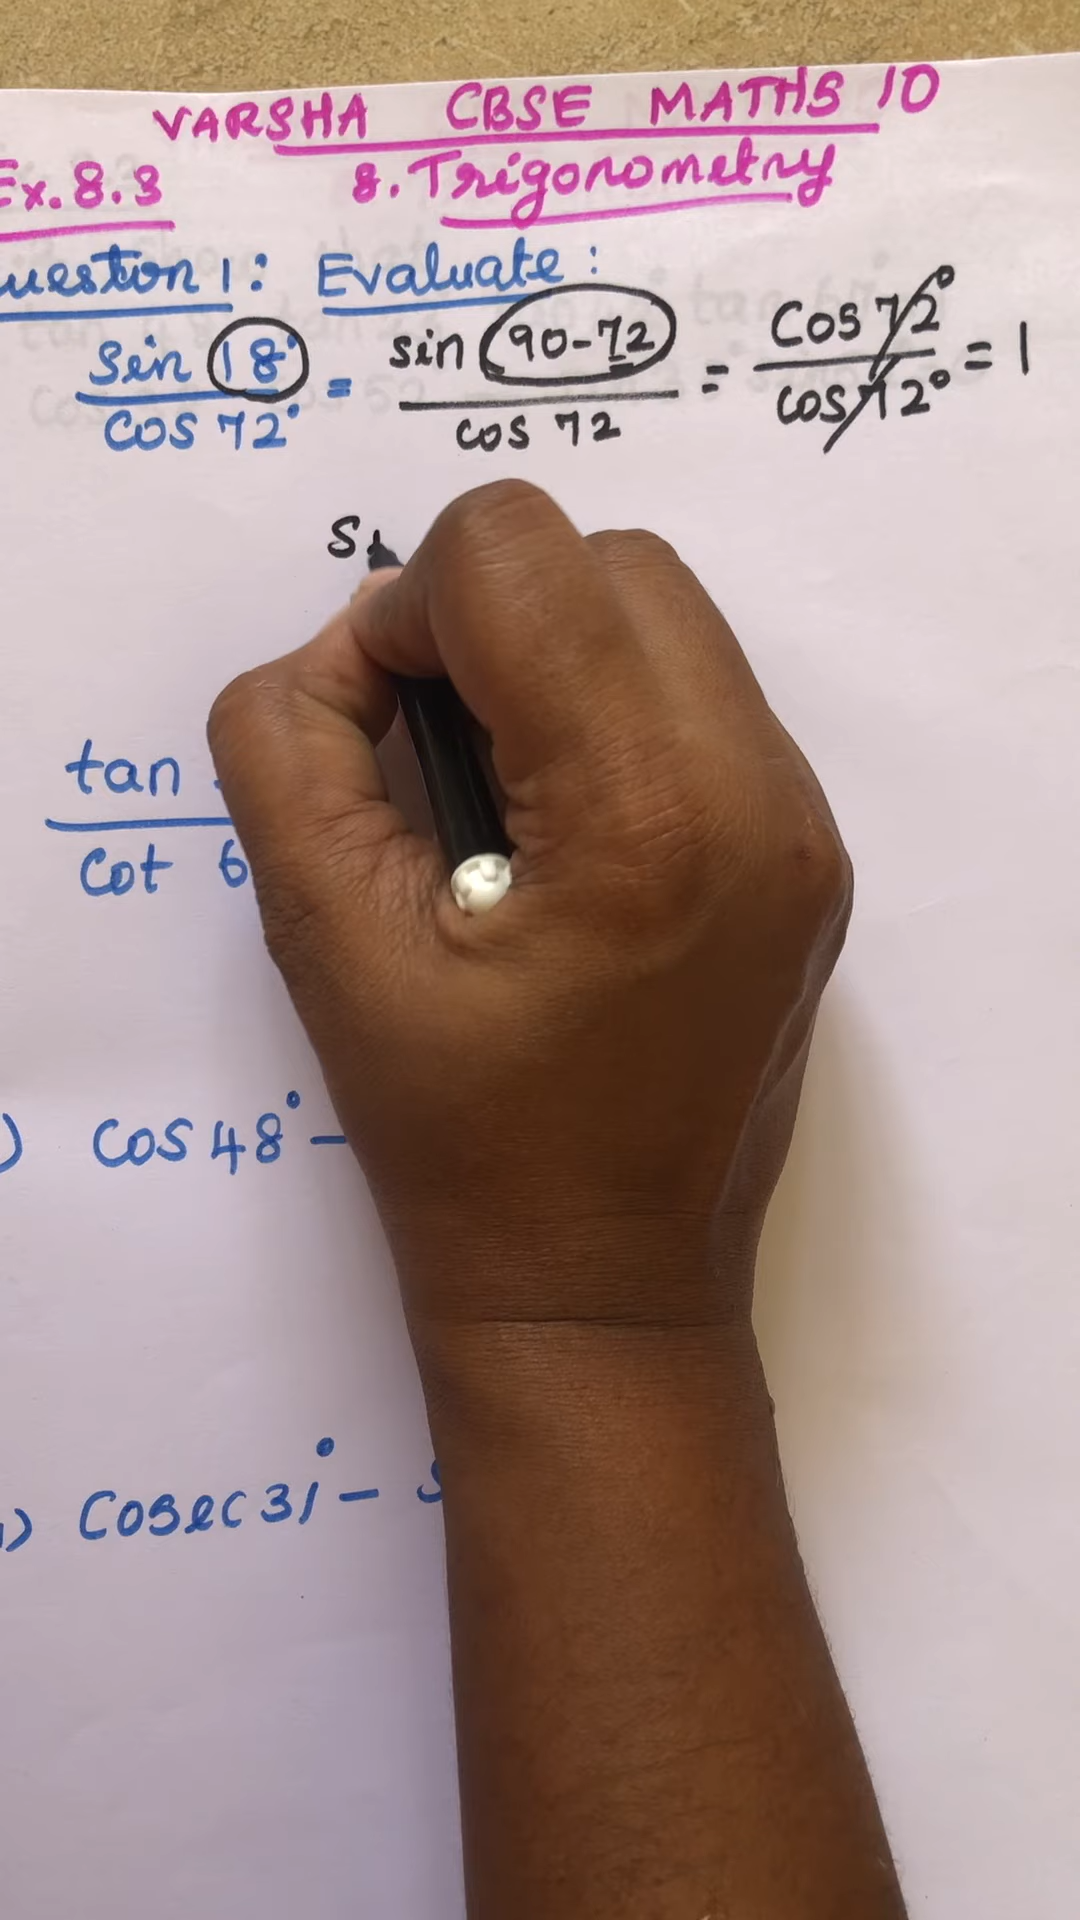 VARSHA CBSE MATHS 10
Ex.8.3 8.Trigonometry
uestion 1: Evaluate:
sin 18° / cos 72° = sin (90-72) / cos 72 = cos 72° / cos 72° = 1
tan
cot 6
) cos 48° -
) cosec 31° -